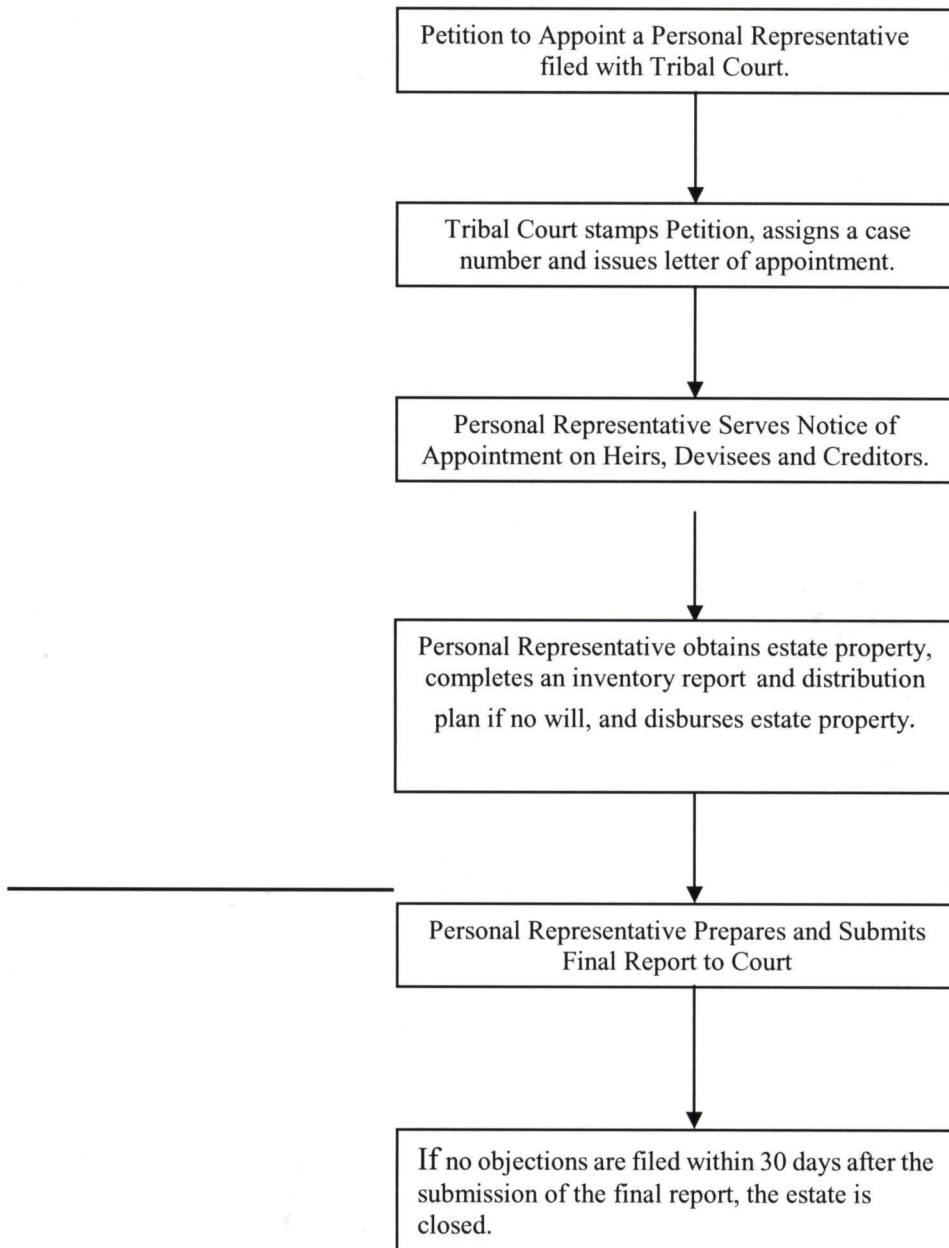 Petition to Appoint a Personal Representative
filed with Tribal Court.
Tribal Court stamps Petition, assigns a case
number and issues letter of appointment.
Personal Representative Serves Notice of
Appointment on Heirs, Devisees and Creditors.
Personal Representative obtains estate property,
completes an inventory report and distribution
plan if no will, and disburses estate property.
Personal Representative Prepares and Submits
Final Report to Court
If no objections are filed within 30 days after the
submission of the final report, the estate is
closed.